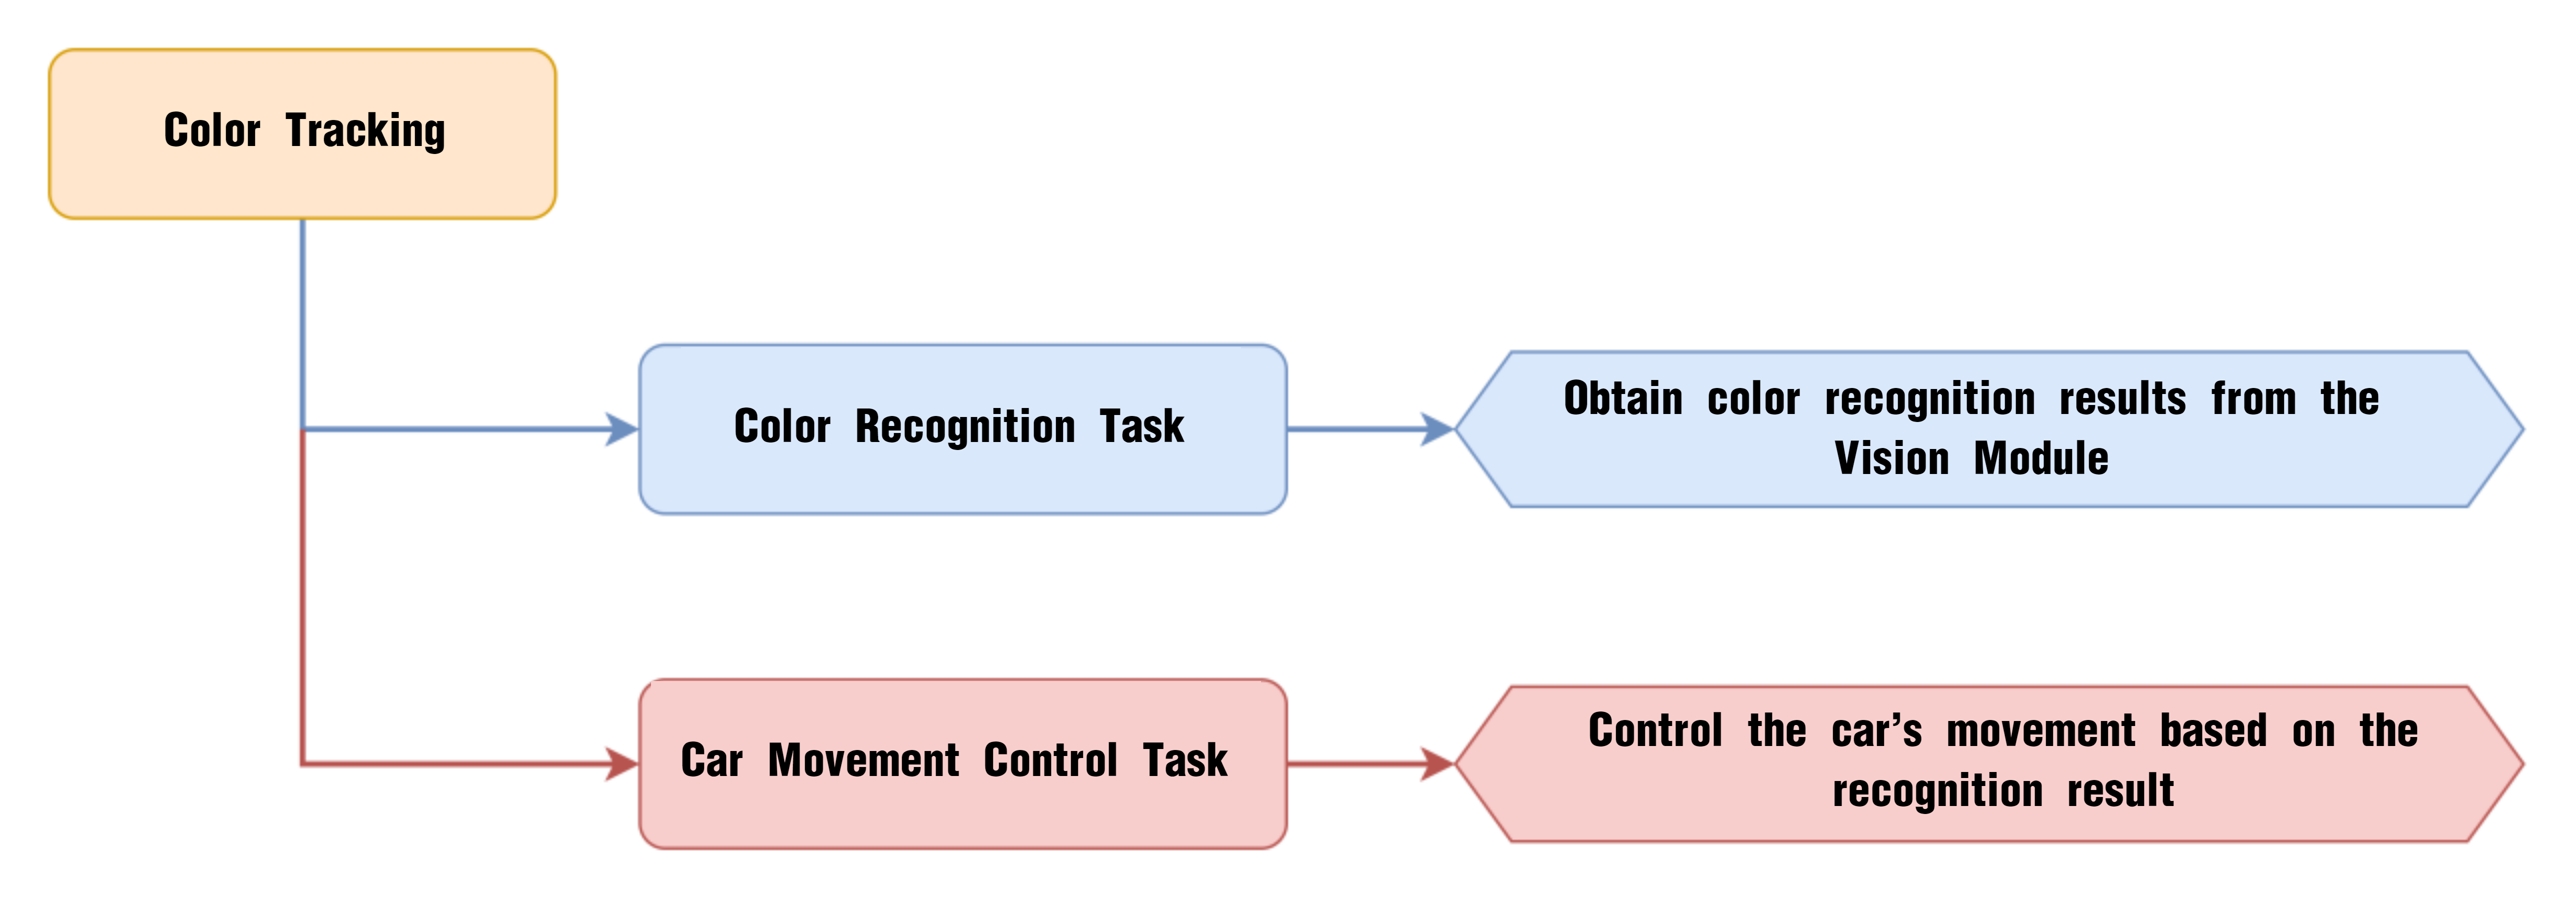 Color Tracking
Color Recognition Task
Obtain color recognition results from the
Vision Module
Car Movement Control Task
Control the car’s movement based on the
recognition result